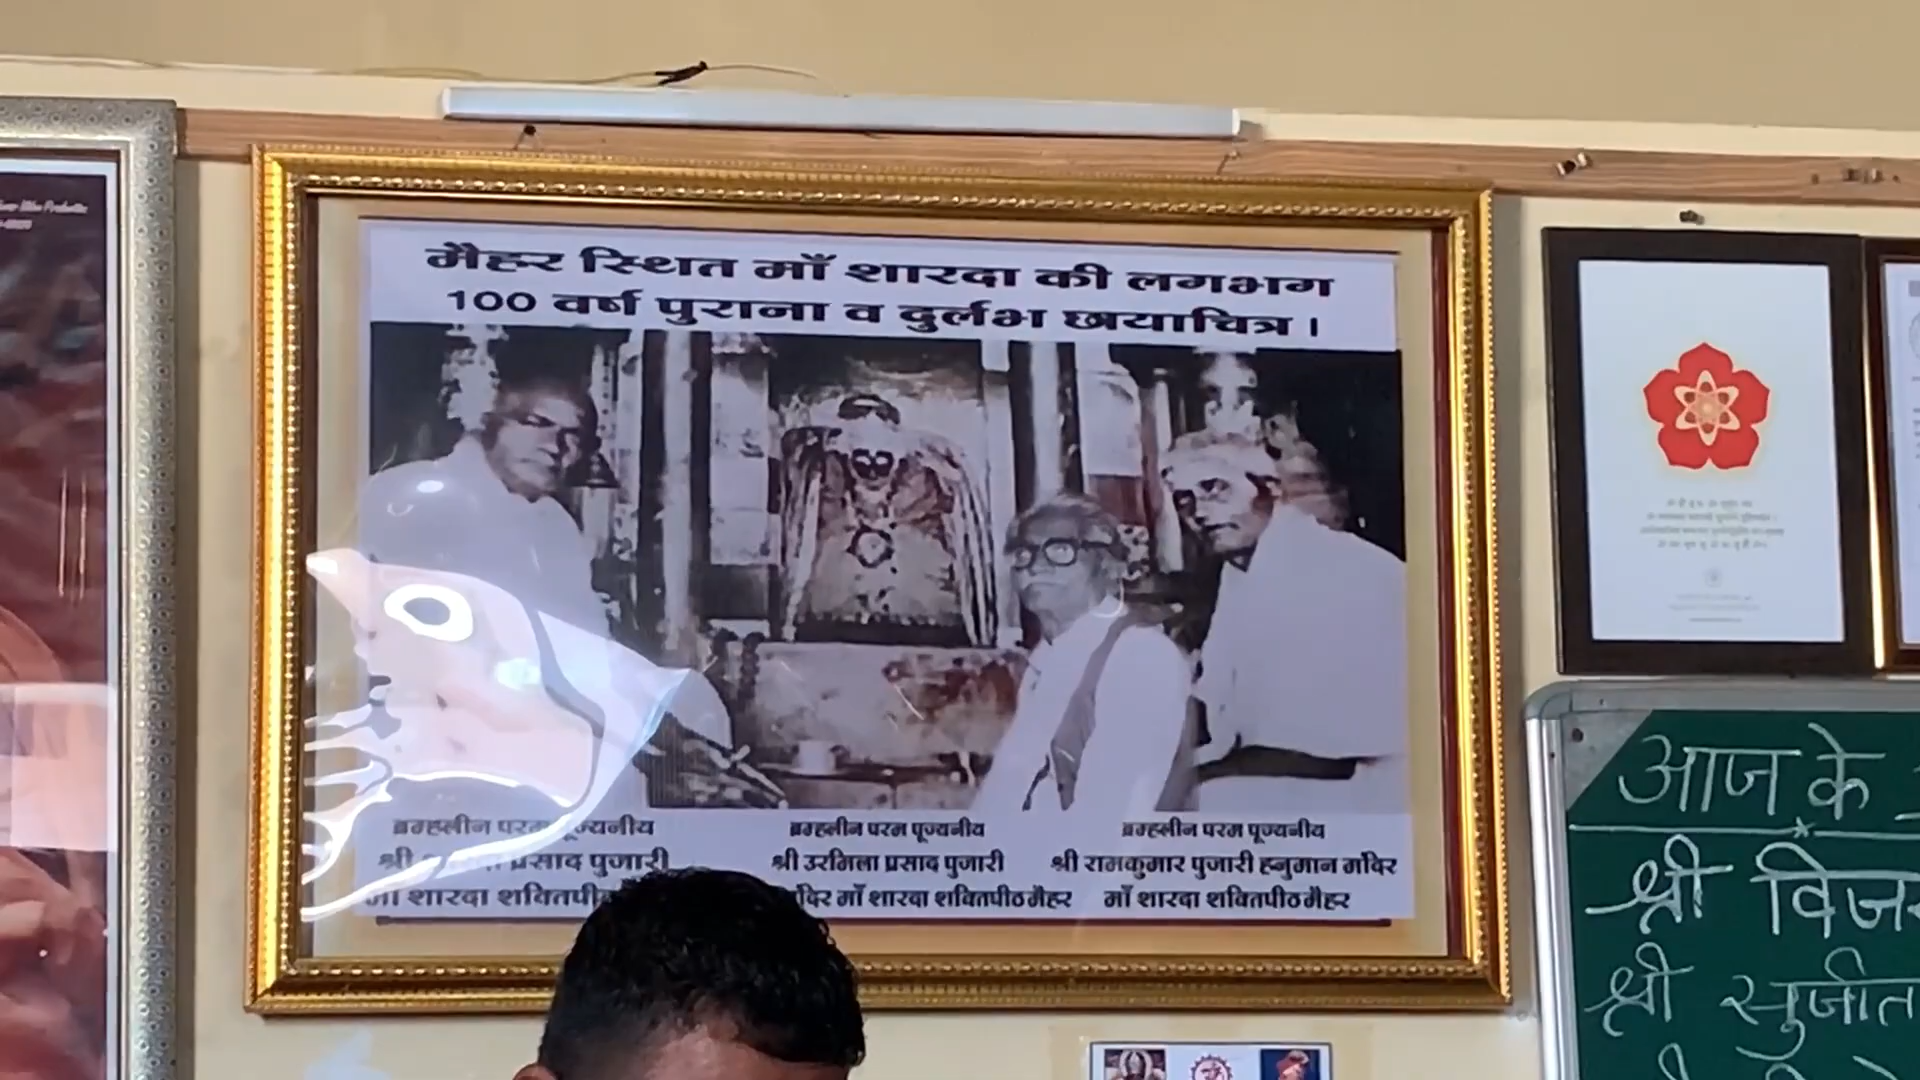 मैहर स्थित माँ शारदा की लगभग
100 वर्ष पुराना व दुर्लभ छायाचित्र।
ब्रम्हलीन परम पूज्यनीय
श्री प्रसाद पुजारी
माँ शारदा शक्तिपी
ब्रम्हलीन परम पूज्यनीय
श्री उरमिला प्रसाद पुजारी
माँ शारदा शक्तिपीठ मैहर
ब्रम्हलीन परम पूज्यनीय
श्री रामकुमार पुजारी हनुमान मंदिर
माँ शारदा शक्तिपीठ मैहर
आज के
श्री विजय
श्री सुजीत